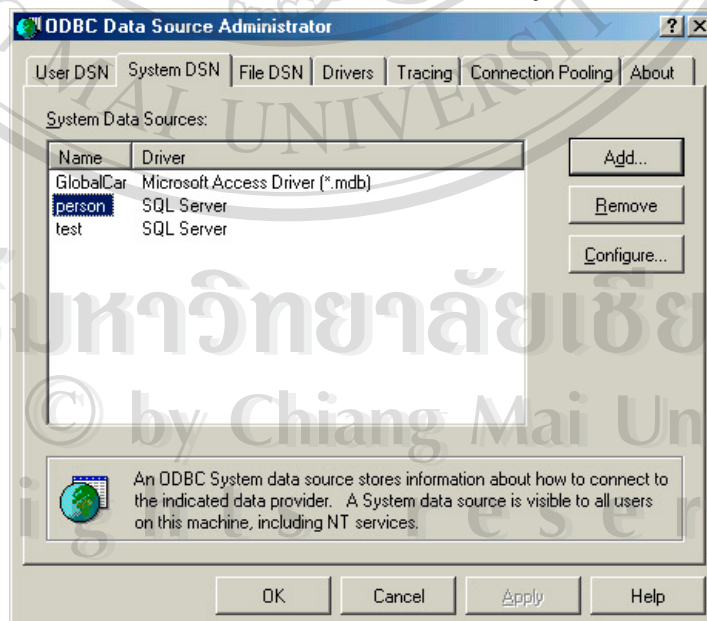 ODBC Data Source Administrator
User DSN System DSN File DSN Drivers Tracing Connection Pooling About
System Data Sources:
Name Driver
GlobalCar Microsoft Access Driver (*.mdb)
person SQL Server
test SQL Server
Add...
Remove
Configure...
An ODBC System data source stores information about how to connect to
the indicated data provider. A System data source is visible to all users
on this machine, including NT services.
OK Cancel Apply Help
MAI UNIVERSIT
มหาวิทยาลัยเชีย
© by Chiang Mai Un
ights reser